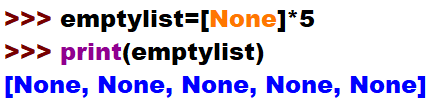 >>> emptylist=[None]*5
>>> print(emptylist)
[None, None, None, None, None]